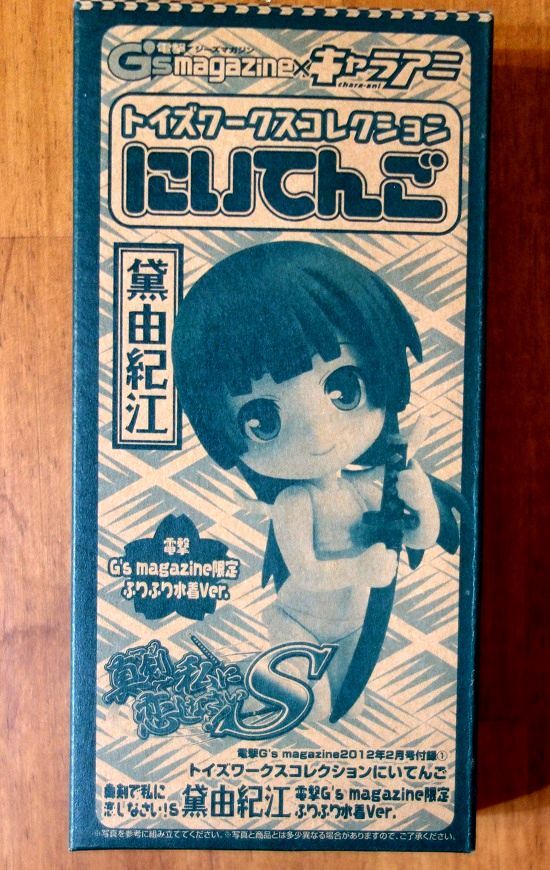 電撃 ジーズマガジン
G's magazine×キャラアニ
chara-ani
トイズワークスコレクション
にいてんご
黛由紀江
電撃
G's magazine限定
ふりふり水着Ver.
真剣で私に
恋しなさい!S
電撃G's magazine2012年2月号付録①
トイズワークスコレクションにいてんご
真剣で私に
恋しなさい!S
黛由紀江
電撃G's magazine限定
ふりふり水着Ver.
※写真を参考に組み立ててください。※写真と商品とは多少異なる場合がありますので、ご了承ください。